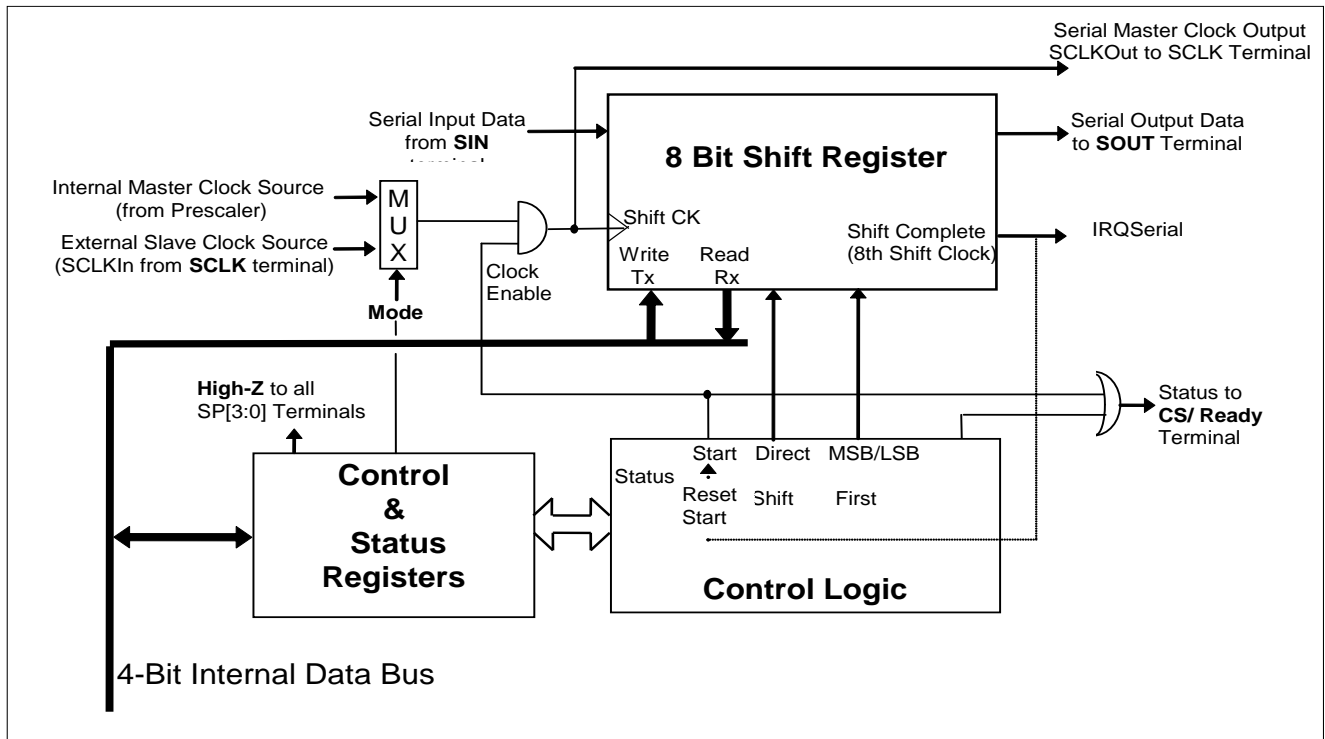 Serial Master Clock Output
SCLKOut to SCLK Terminal
Serial Input Data
from SIN
Serial Output Data
to SOUT Terminal
8 Bit Shift Register
Internal Master Clock Source
(from Prescaler)
External Slave Clock Source
(SCLKIn from SCLK terminal)
M
U
X
Mode
Clock
Enable
Shift CK
Write
Tx
Read
Rx
Shift Complete
(8th Shift Clock)
IRQSerial
High-Z to all
SP[3:0] Terminals
Status to
CS/ Ready
Terminal
Control
&
Status
Registers
Status
Start
Direct
MSB/LSB
Reset
Start
Shift
First
Control Logic
4-Bit Internal Data Bus